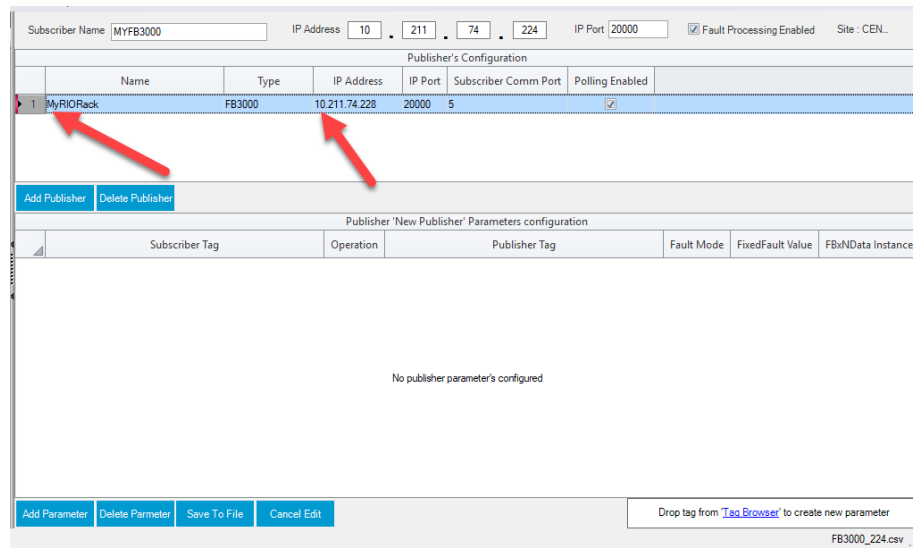 Subscriber Name MYFB3000 IP Address 10 . 211 . 74 . 224 IP Port 20000 Fault Processing Enabled Site : CEN...
Publisher's Configuration
Name Type IP Address IP Port Subscriber Comm Port Polling Enabled
1 MyRIORack FB3000 10.211.74.228 20000 5
Add Publisher Delete Publisher
Publisher 'New Publisher' Parameters configuration
Subscriber Tag Operation Publisher Tag Fault Mode FixedFault Value FBxNData Instance
No publisher parameter's configured
Add Parameter Delete Parmeter Save To File Cancel Edit Drop tag from 'Tag Browser' to create new parameter
FB3000_224.csv